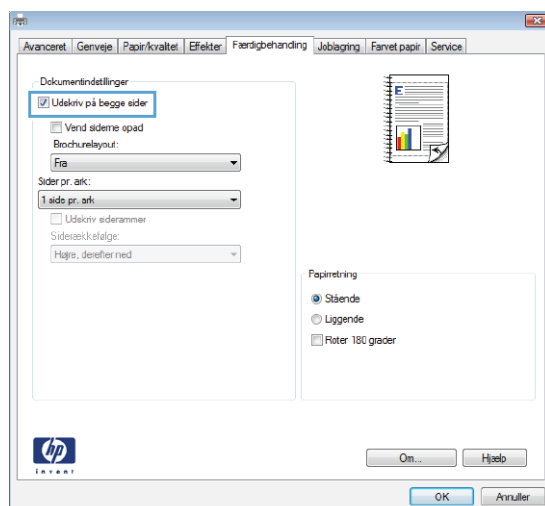 Avanceret Genveje Papir/kvalitet Effekter Færdigbehandling Joblagring Farvet papir Service
Dokumentindstillinger
Udskriv på begge sider
Vend siderne opad
Brochurelayout:
Fra
Sider pr. ark:
1 side pr. ark
Udskriv siderammer
Siderækkefølge:
Højre, derefter ned
E
Papirretning
Stående
Liggende
Roter 180 grader
hp
invent
Om... Hjælp
OK Annuller